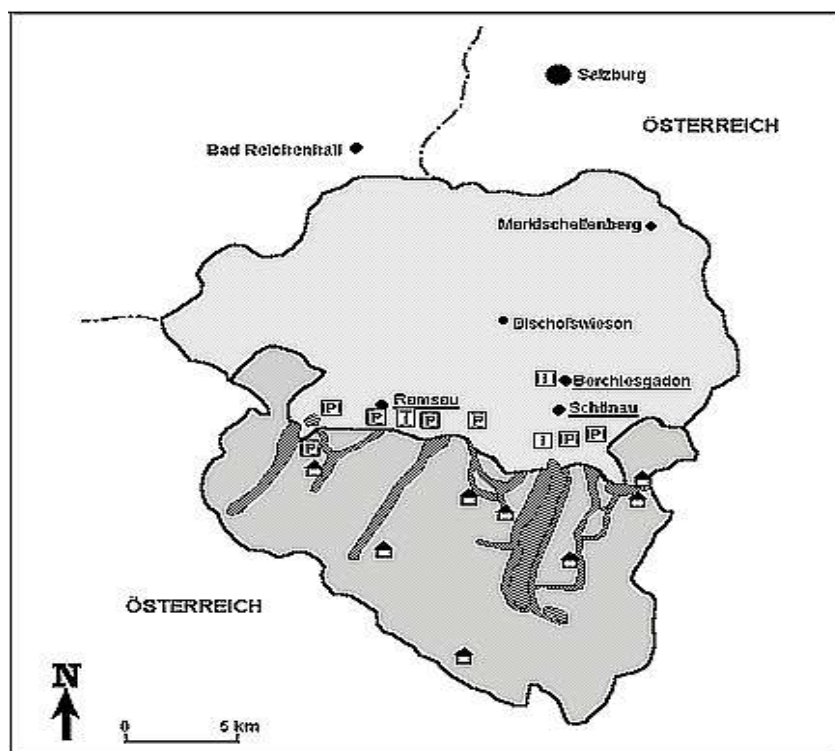 Salzburg
ÖSTERREICH
Bad Reichenhall
Marktschellenberg
Bischofswiesen
I Berchtesgaden
P Ramsau
P I P P
Schönau
I P P
P
ÖSTERREICH
N
0 5 km